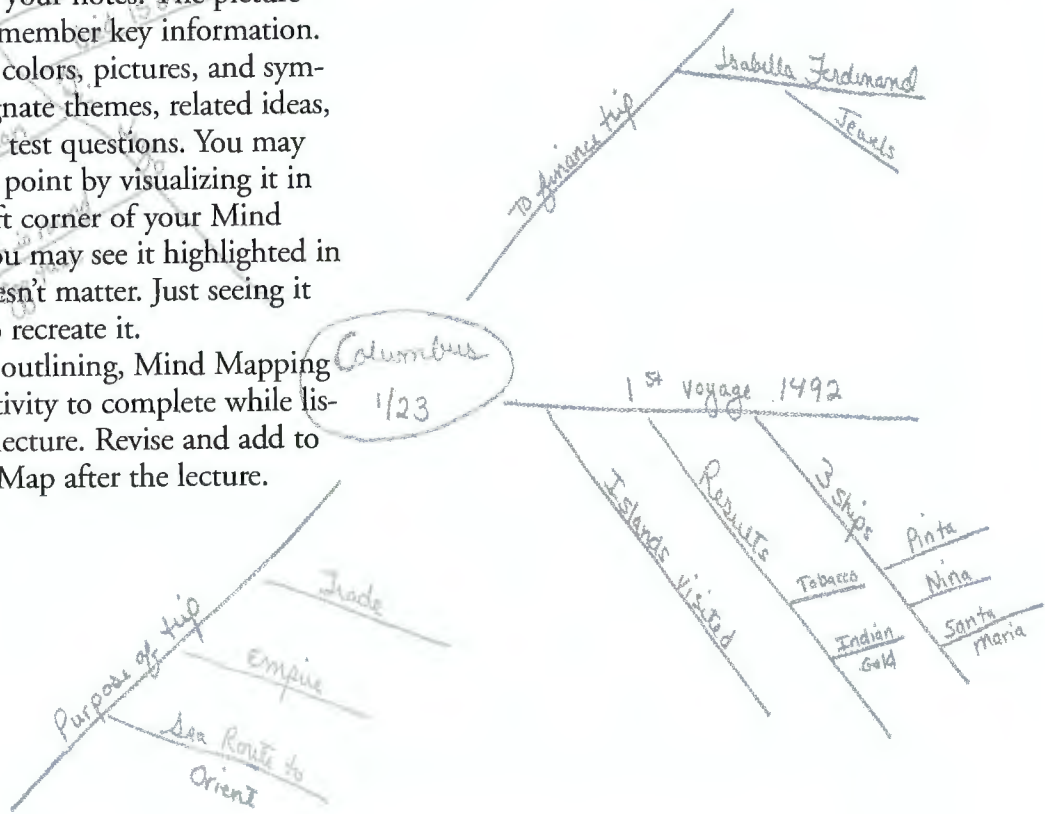 your notes. The picture
member key information.
colors, pictures, and sym-
gnate themes, related ideas,
test questions. You may
point by visualizing it in
ft corner of your Mind
ou may see it highlighted in
esn't matter. Just seeing it
recreate it.
outlining, Mind Mapping
tivity to complete while lis-
ecture. Revise and add to
Map after the lecture.
To finance trip
Isabella Ferdinand
Jewels
Columbus
1/23
1st voyage 1492
Islands visited
Results
Tobacco
Indian
Gold
3 ships
Pinta
Nina
Santa
Maria
Purpose of trip
Trade
Empire
Sea Route to
Orient